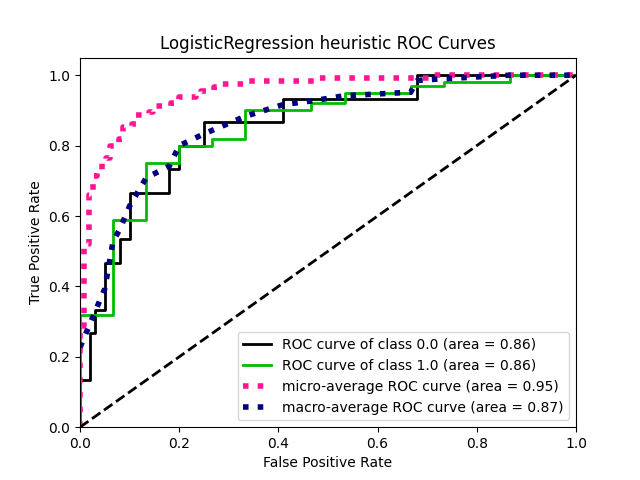 LogisticRegression heuristic ROC Curves
1.0
0.8
0.6
0.4
0.2
0.0
True Positive Rate
ROC curve of class 0.0 (area = 0.86)
ROC curve of class 1.0 (area = 0.86)
micro-average ROC curve (area = 0.95)
macro-average ROC curve (area = 0.87)
0.0 0.2 0.4 0.6 0.8 1.0
False Positive Rate